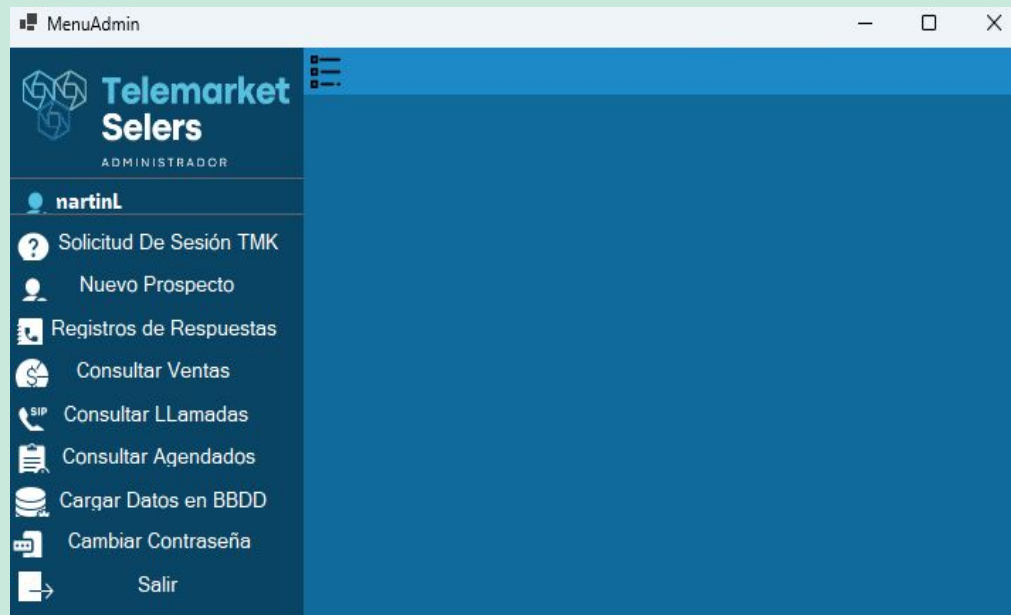 MenuAdmin
Telemarket
Selers
ADMINISTRADOR
nartinL
Solicitud De Sesión TMK
Nuevo Prospecto
Registros de Respuestas
Consultar Ventas
SIP
Consultar LLamadas
Consultar Agendados
Cargar Datos en BBDD
Cambiar Contraseña
Salir